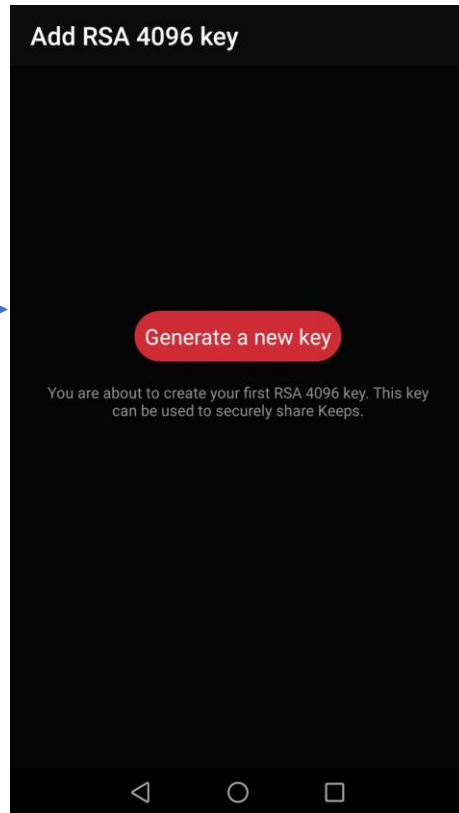 Add RSA 4096 key
Generate a new key
You are about to create your first RSA 4096 key. This key
can be used to securely share Keeps.